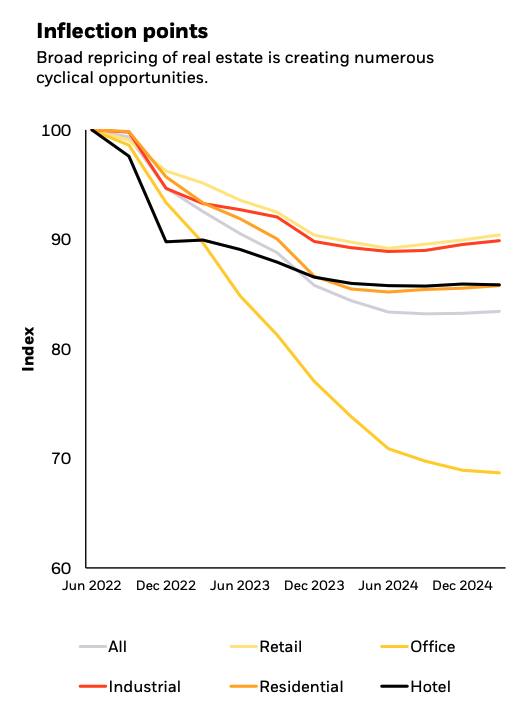 Inflection points
Broad repricing of real estate is creating numerous
cyclical opportunities.
100
90
80
70
60
Index
Jun 2022 Dec 2022 Jun 2023 Dec 2023 Jun 2024 Dec 2024
All Retail Office
Industrial Residential Hotel